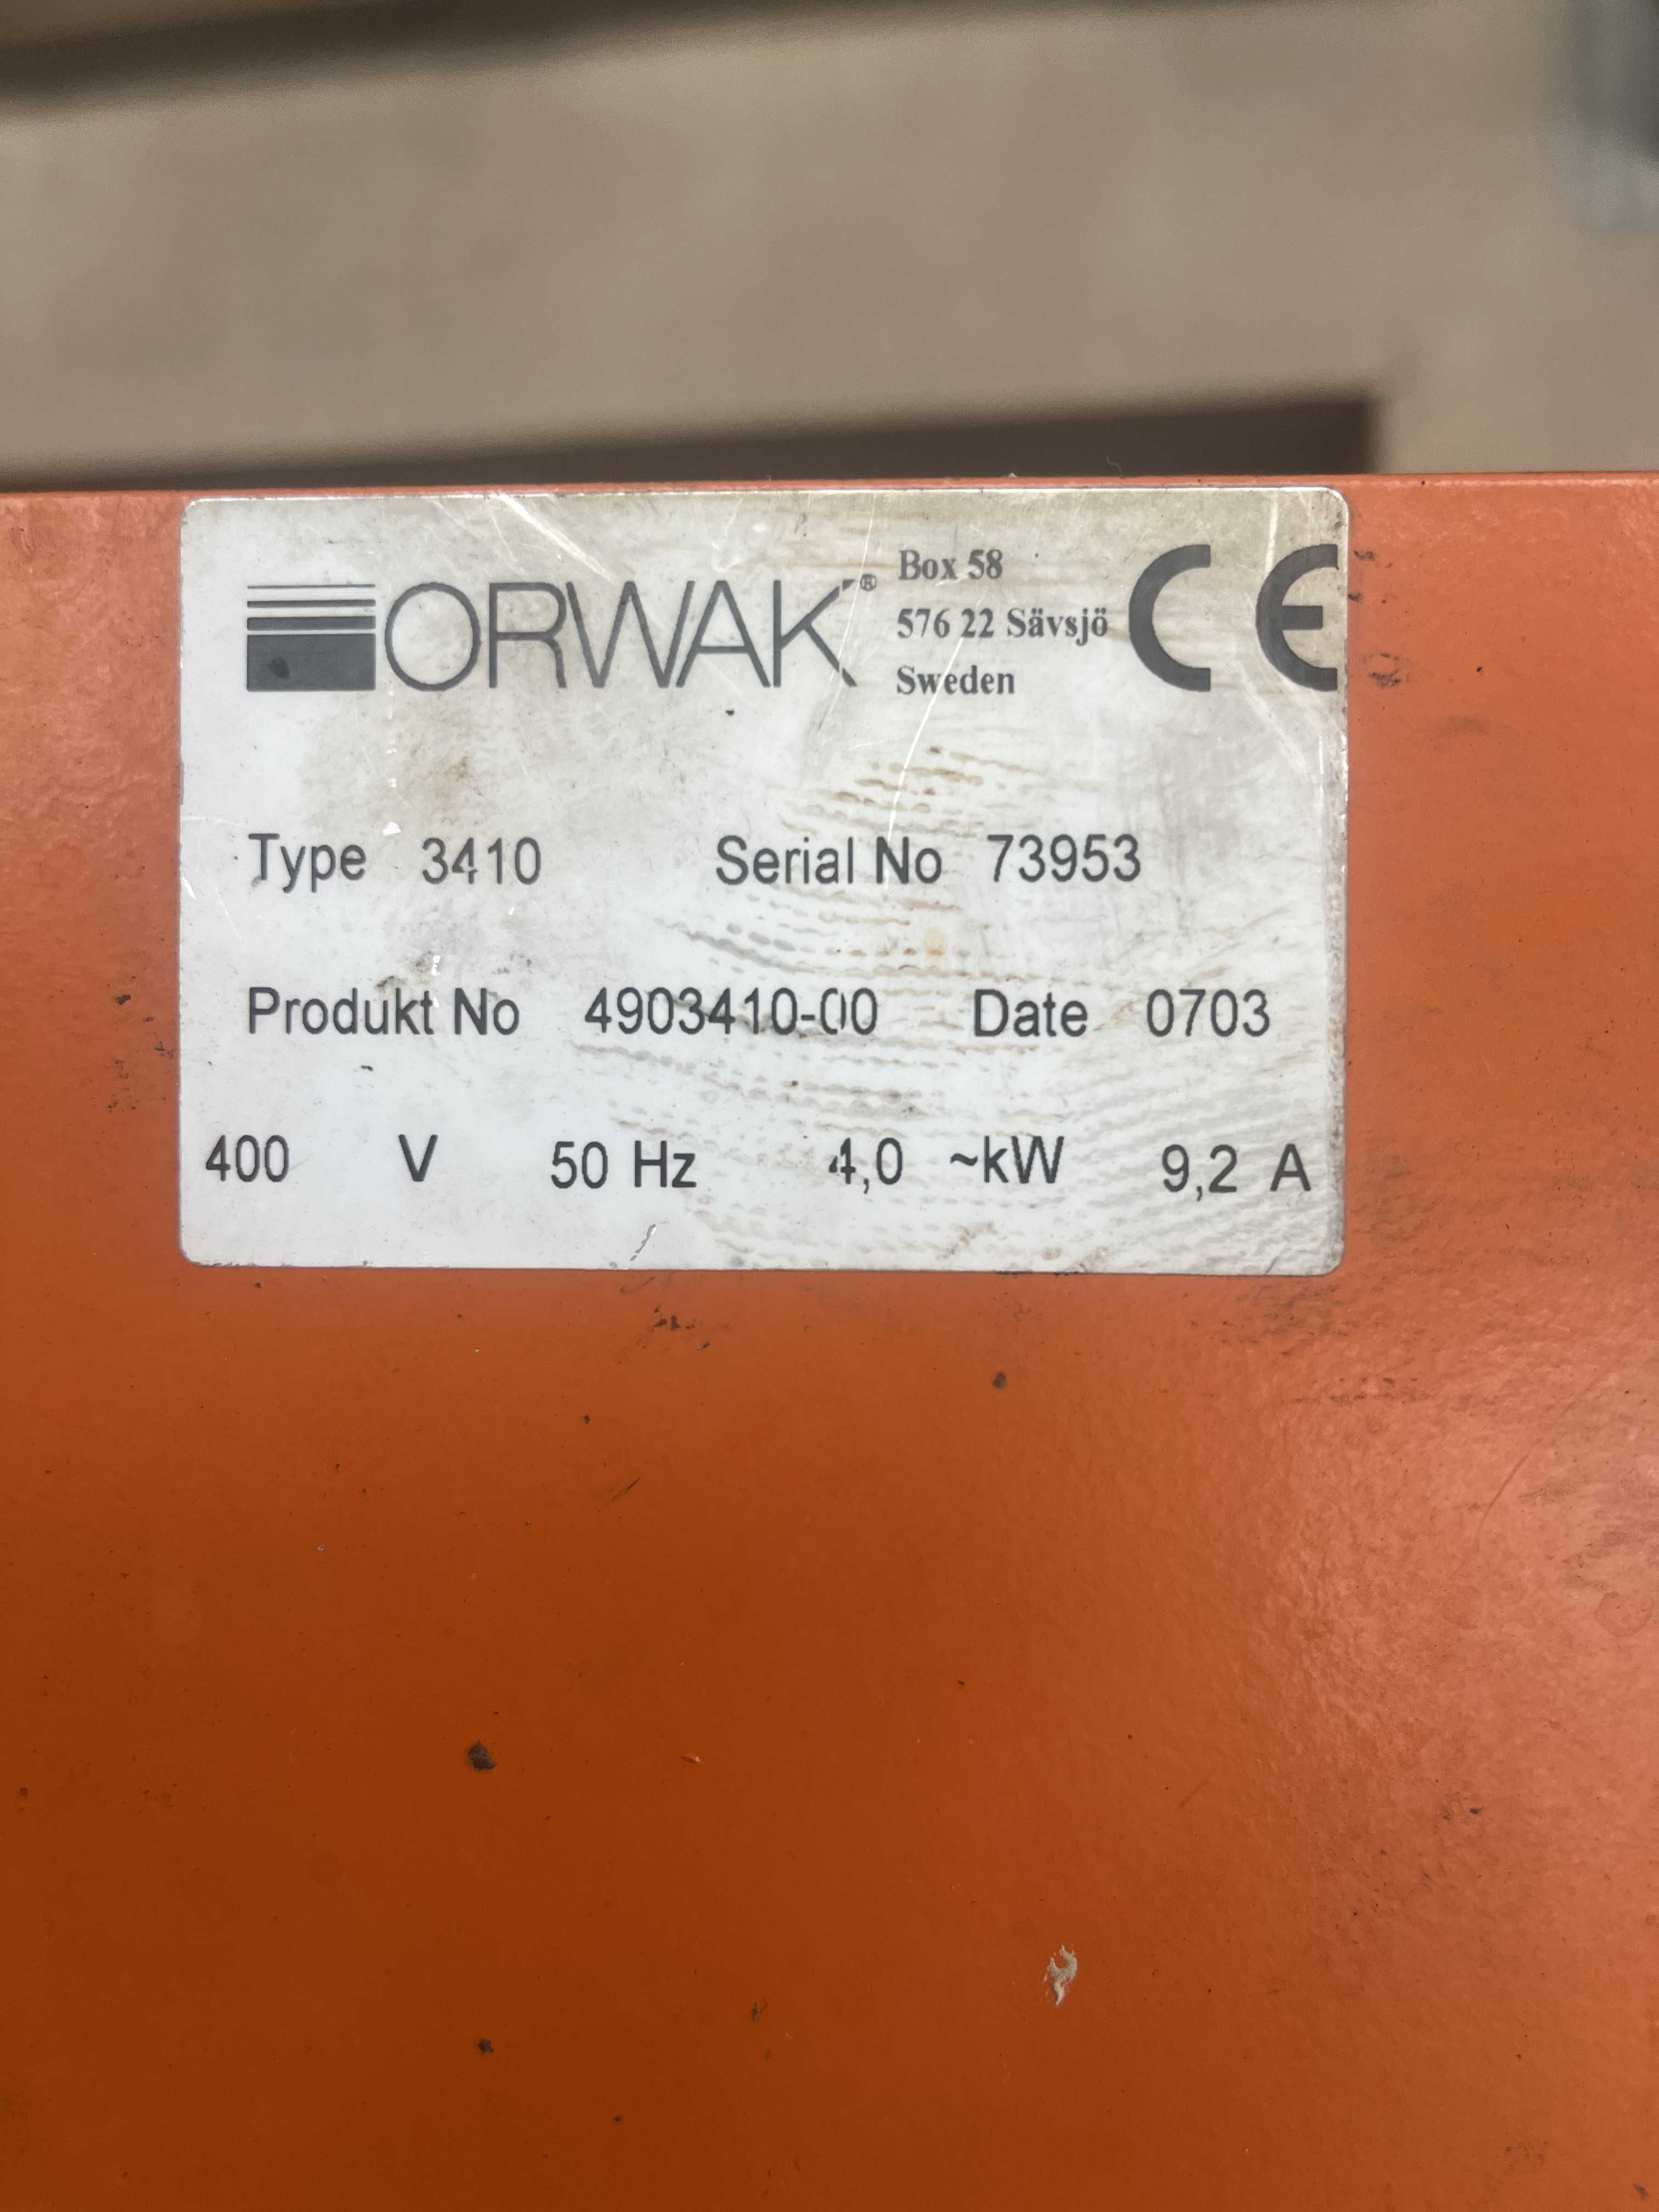 ORWAK®
Box 58
576 22 Sävsjö
Sweden
CE
Type 3410 Serial No 73953
Produkt No 4903410-00 Date 0703
400 V 50 Hz 4,0 ~kW 9,2 A